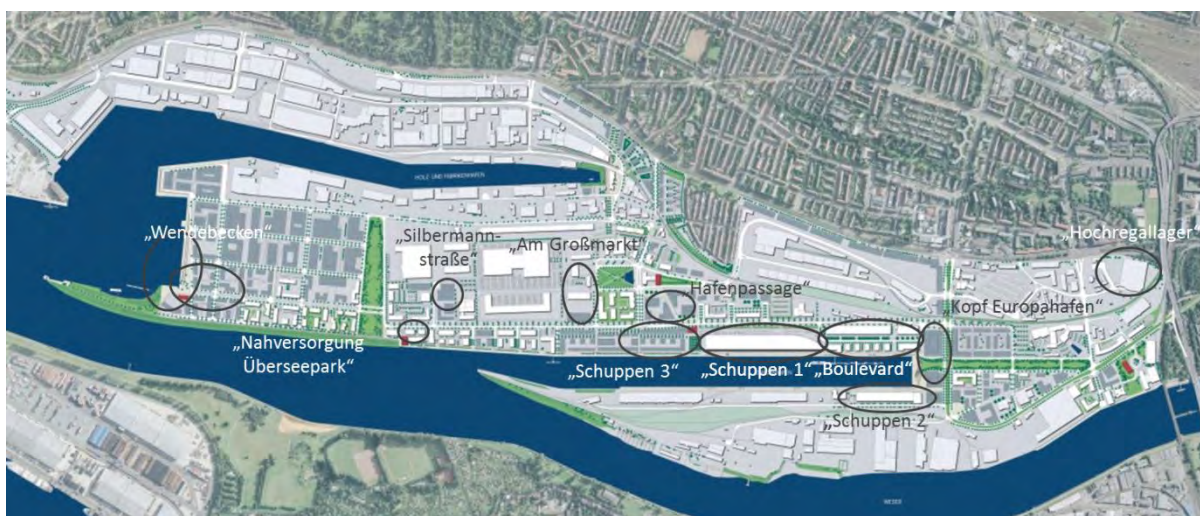 HOLZ UND FABRIKENHAFEN
„Wendebecken“
„Silbermann-
straße“
„Am Großmarkt“
„Hochregallager“
Hafenpassage“
„Kopf Europahafen“
„Nahversorgung
Überseepark“
„Schuppen 3“
„Schuppen 1“
„Boulevard“
„Schuppen 2“
WESER